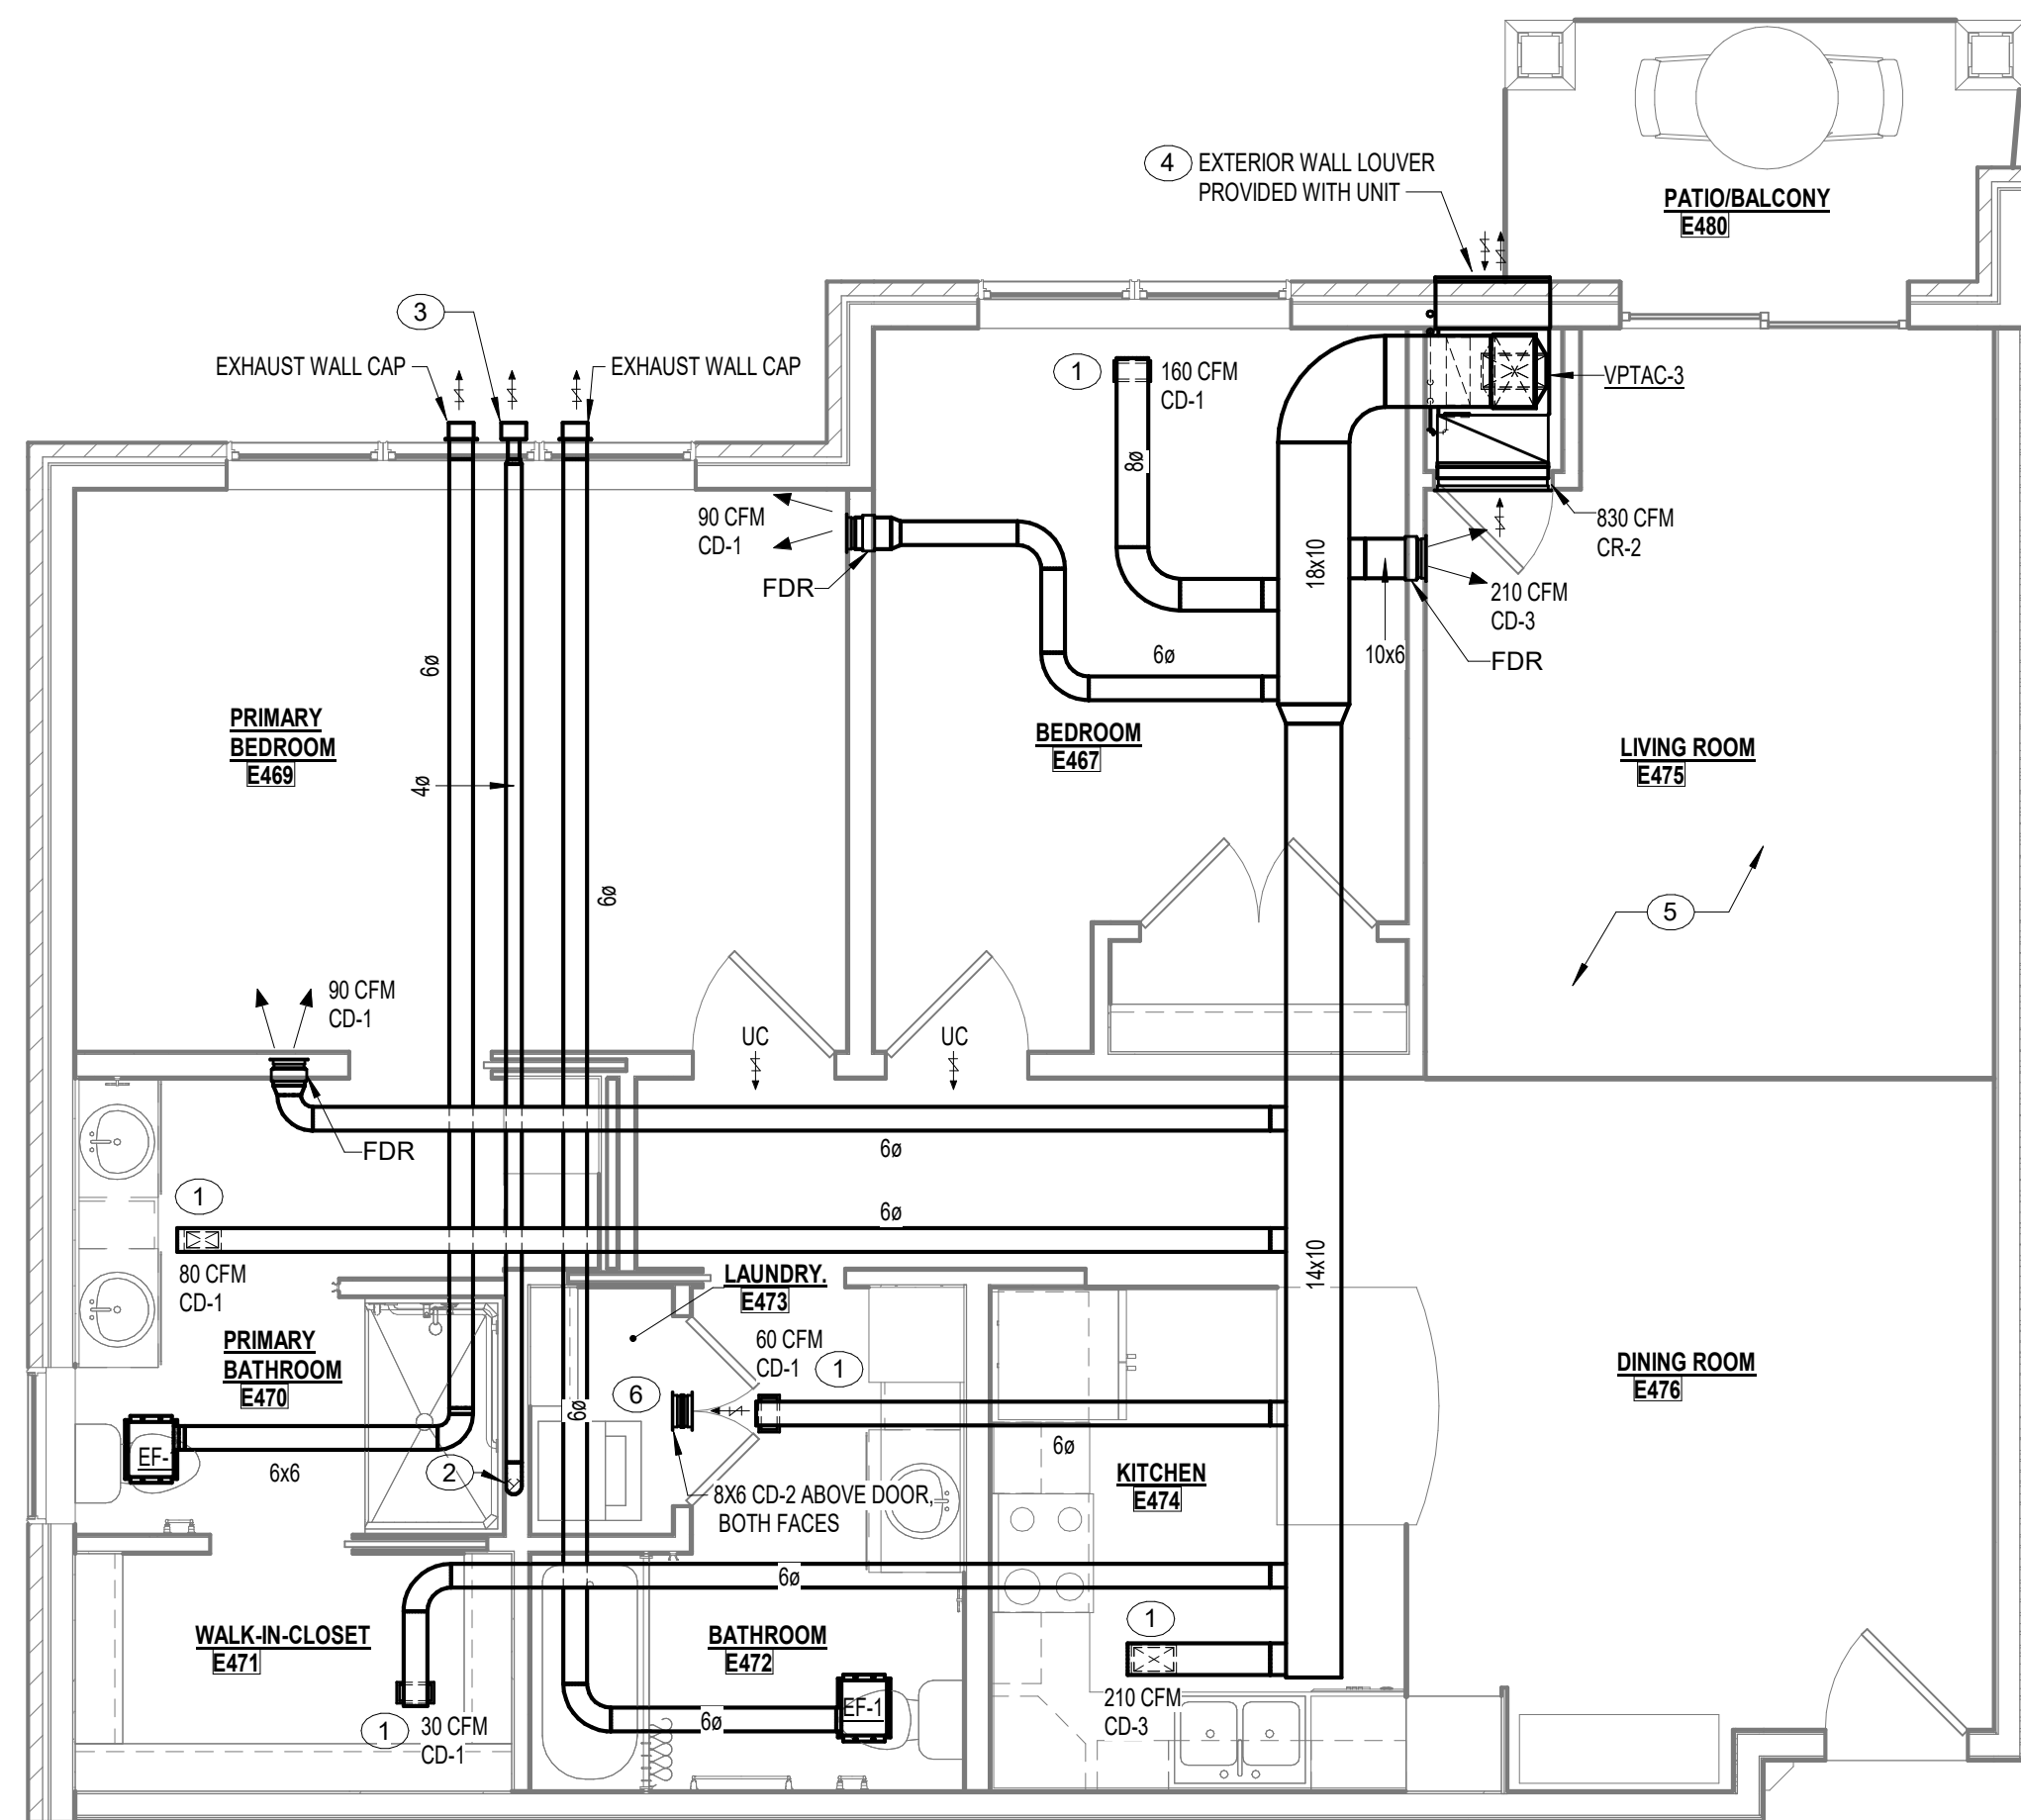 4 EXTERIOR WALL LOUVER
PROVIDED WITH UNIT
PATIO/BALCONY
E480
3
EXHAUST WALL CAP
EXHAUST WALL CAP
1
160 CFM
CD-1
VPTAC-3
8ø
90 CFM
CD-1
FDR
18x10
830 CFM
CR-2
210 CFM
CD-3
FDR
10x6
6ø
6ø
PRIMARY
BEDROOM
E469
4ø
6ø
BEDROOM
E467
LIVING ROOM
E475
5
90 CFM
CD-1
UC
UC
FDR
6ø
1
6ø
80 CFM
CD-1
14x10
LAUNDRY.
E473
60 CFM
CD-1
1
PRIMARY
BATHROOM
E470
6
6ø
DINING ROOM
E476
EF-
6x6
2
6ø
8X6 CD-2 ABOVE DOOR,
BOTH FACES
KITCHEN
E474
6ø
WALK-IN-CLOSET
E471
BATHROOM
E472
1
EF-1
6ø
210 CFM
CD-3
1
30 CFM
CD-1